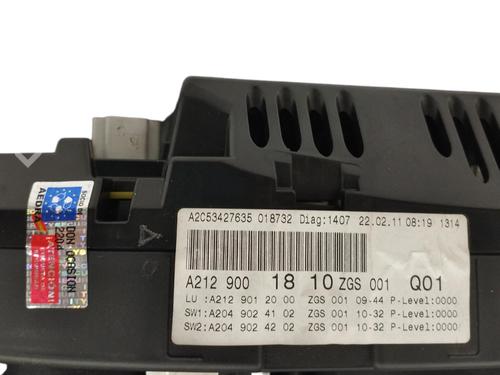 A2C53427635 018732 Diag:1407 22.02.11 08:19 1314
A212 900 18 10 ZGS 001 Q01
LU :A212 901 20 00 ZGS 001 09-44 P-Level:0000
SW1:A204 902 41 02 ZGS 001 10-32 P-Level:0000
SW2:A204 902 42 02 ZGS 001 10-32 P-Level:0000
AEDRA